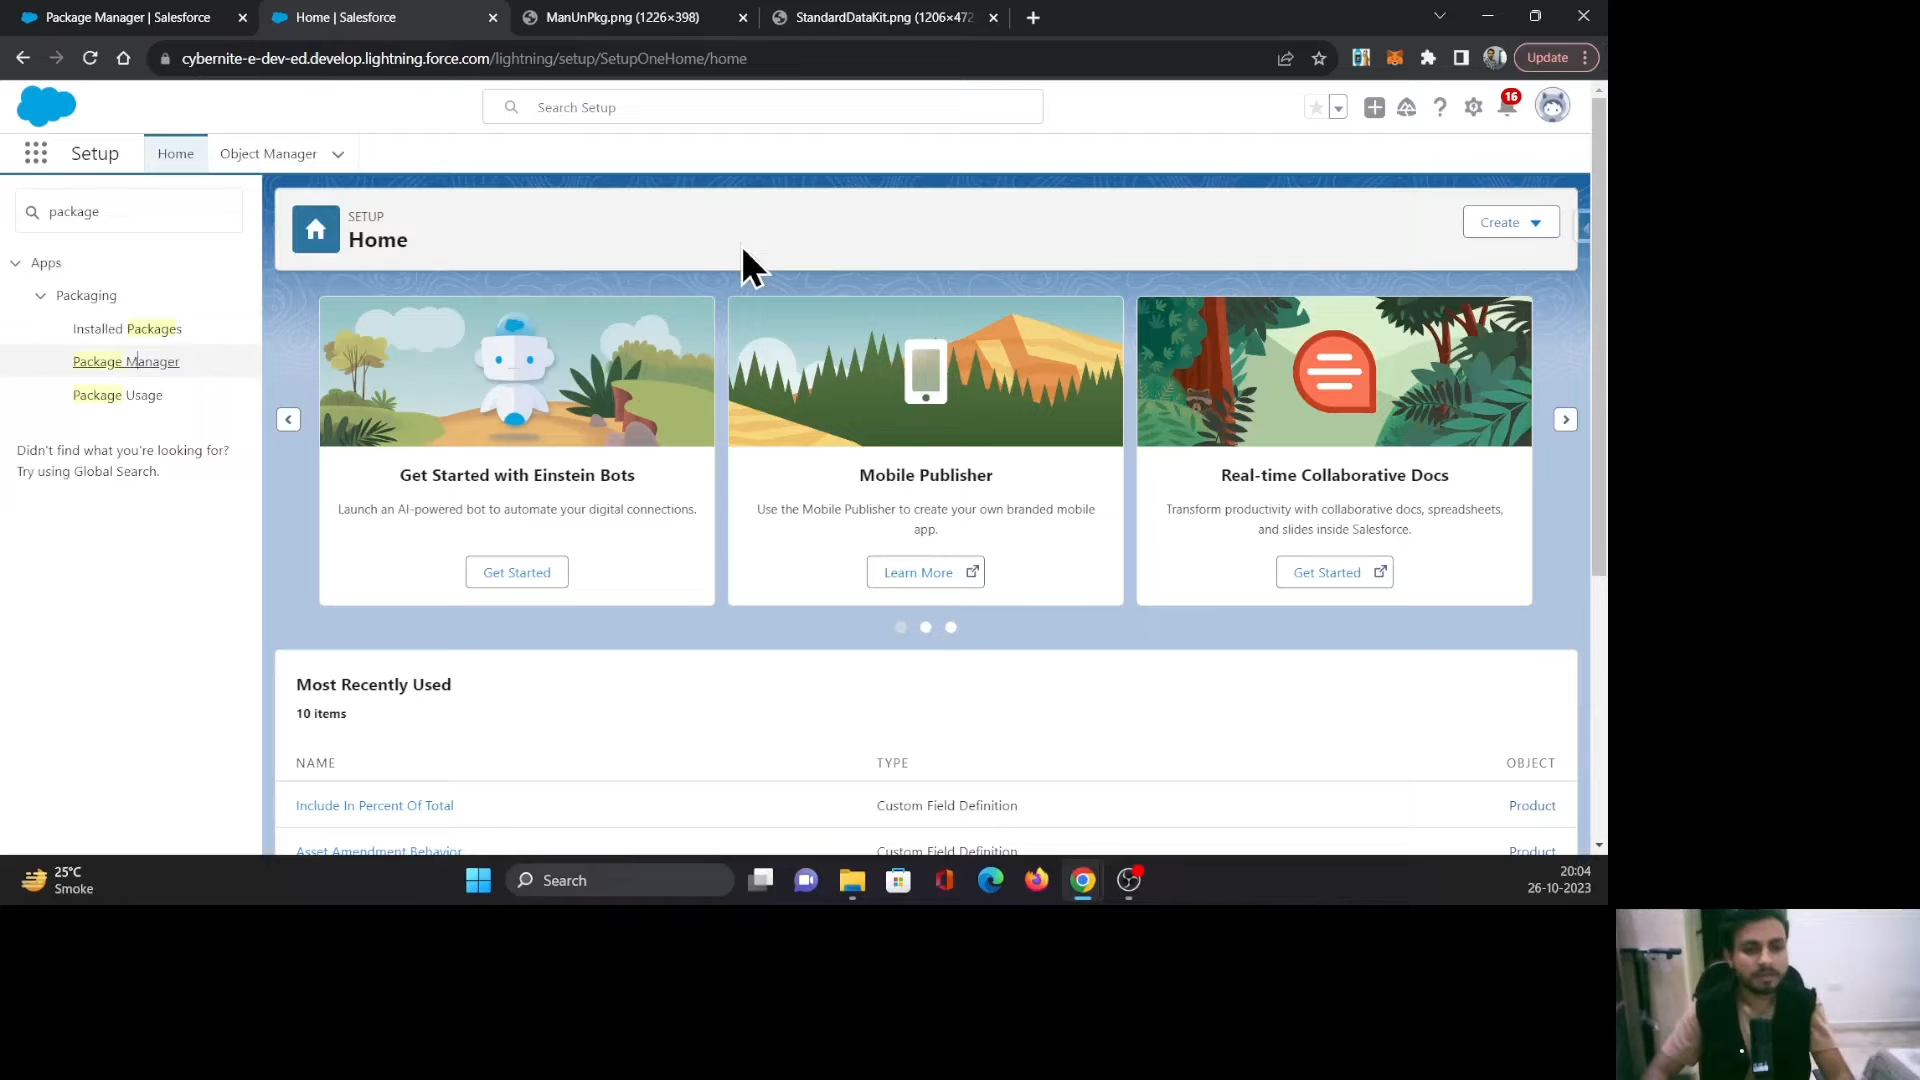 Package Manager | Salesforce
Home | Salesforce
ManUnPkg.png (1226×398)
StandardDataKit.png (1206×472
cybernite-e-dev-ed.develop.lightning.force.com/lightning/setup/SetupOneHome/home
Update
Search Setup
16
Setup
Home
Object Manager
package
Apps
Packaging
Installed Packages
Package Manager
Package Usage
Didn't find what you're looking for?
Try using Global Search.
SETUP
Home
Create
Get Started with Einstein Bots
Launch an AI-powered bot to automate your digital connections.
Get Started
Mobile Publisher
Use the Mobile Publisher to create your own branded mobile
app.
Learn More
Real-time Collaborative Docs
Transform productivity with collaborative docs, spreadsheets,
and slides inside Salesforce.
Get Started
Most Recently Used
10 items
NAME
TYPE
OBJECT
Include In Percent Of Total
Custom Field Definition
Product
Asset Amendment Behavior
Custom Field Definition
Product
25°C
Smoke
Search
20:04
26-10-2023